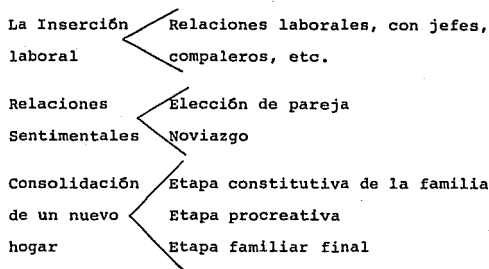 La Inserción Relaciones laborales, con jefes,
laboral compaleros, etc.
Relaciones Elección de pareja
Sentimentales Noviazgo
Consolidación Etapa constitutiva de la familia
de un nuevo Etapa procreativa
hogar Etapa familiar final